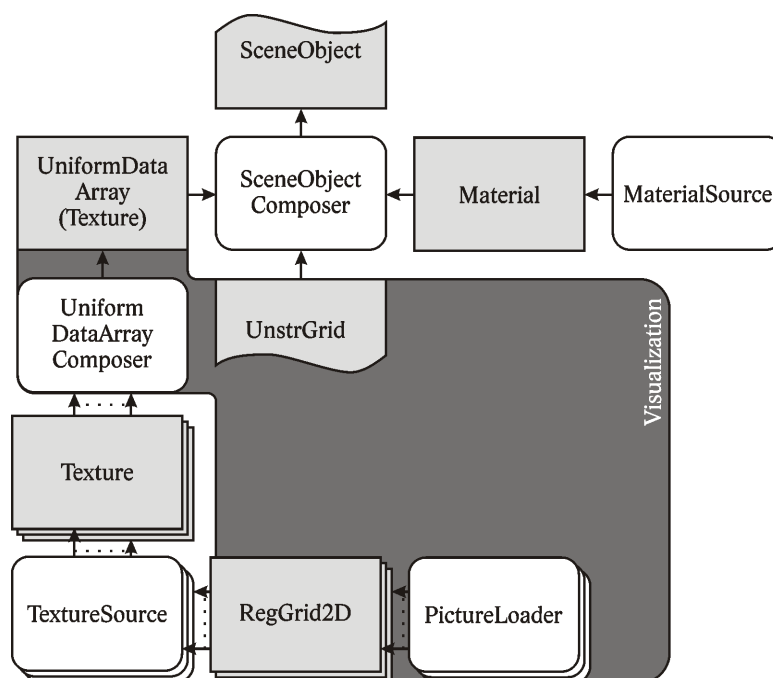 SceneObject
UniformData
Array
(Texture)
SceneObject
Composer
Material
MaterialSource
Uniform
DataArray
Composer
UnstrGrid
Visualization
Texture
TextureSource
RegGrid2D
PictureLoader